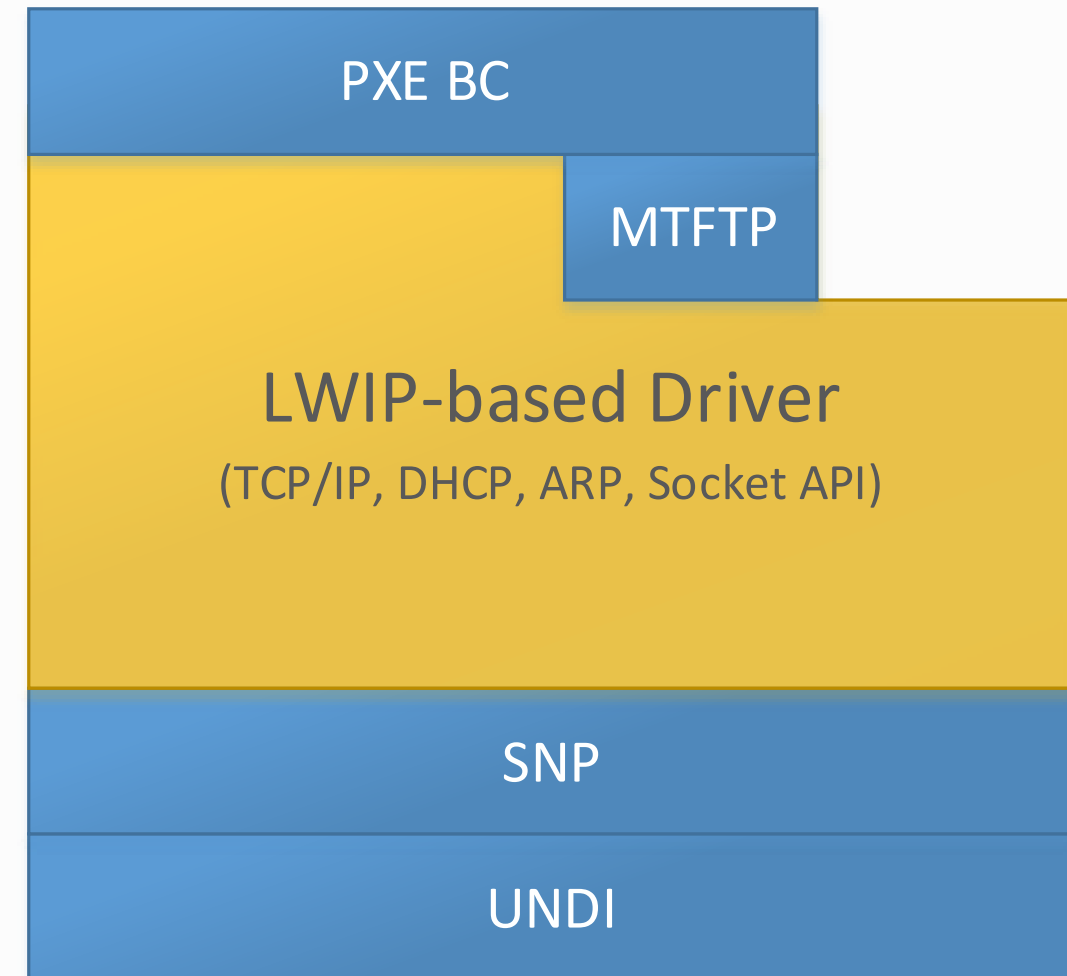 PXE BC
MTFTP
LWIP-based Driver
(TCP/IP, DHCP, ARP, Socket API)
SNP
UNDI